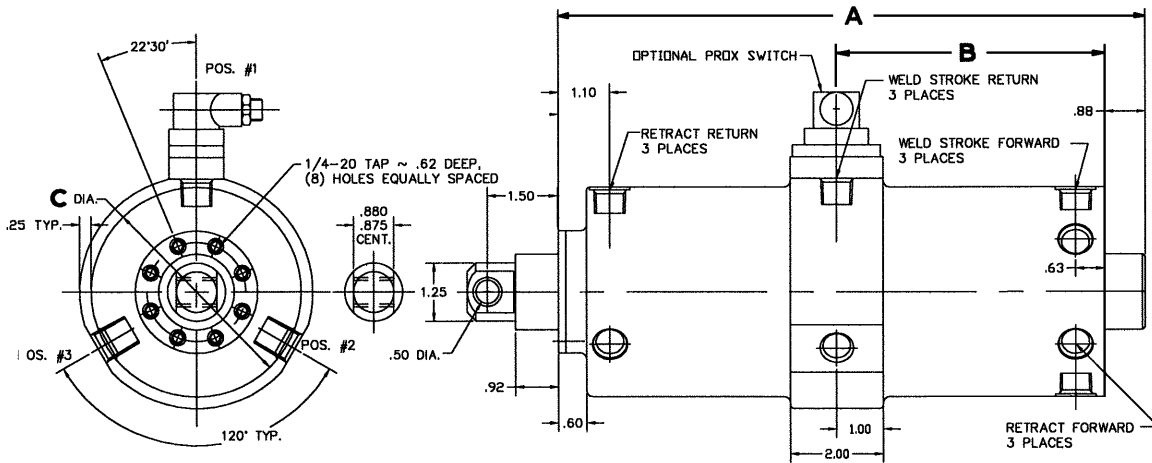 22°30'
POS. #1
C DIA.
.25 TYP.
1/4-20 TAP ~ .62 DEEP,
(8) HOLES EQUALLY SPACED
.880
.875
CENT.
OS. #3
POS. #2
120° TYP.
A
B
OPTIONAL PROX SWITCH
WELD STROKE RETURN
3 PLACES
1.10
.88
RETRACT RETURN
3 PLACES
WELD STROKE FORWARD
3 PLACES
1.50
1.25
.63
.50 DIA.
.92
.60
1.00
2.00
RETRACT FORWARD
3 PLACES